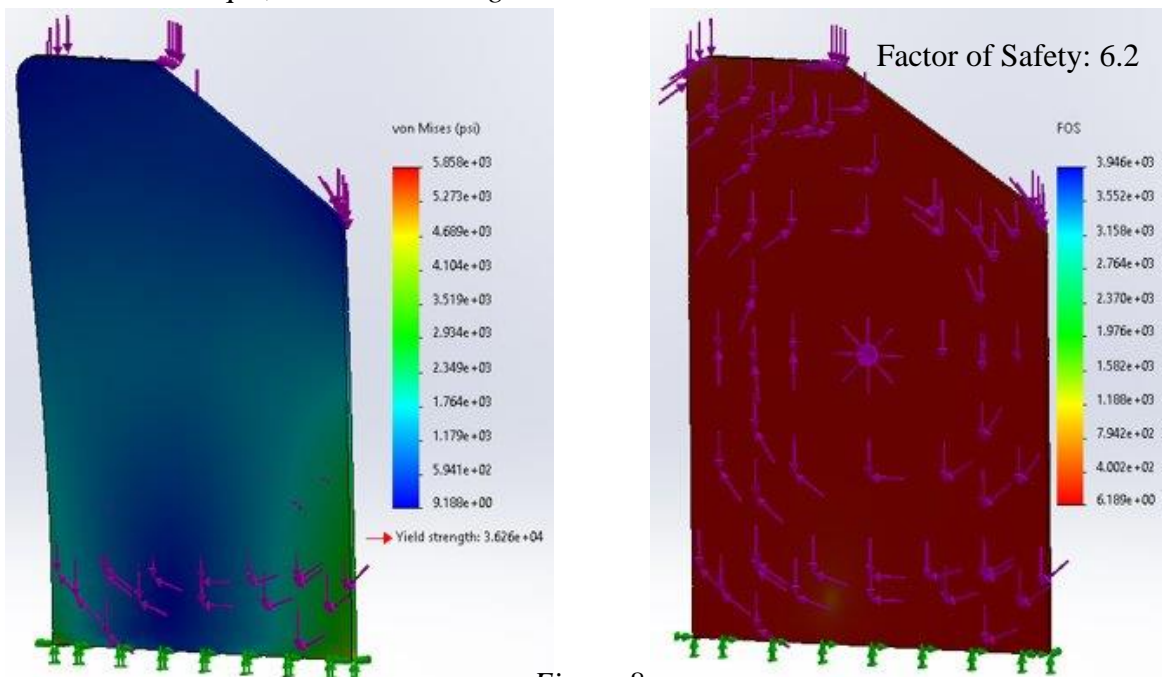 Factor of Safety: 6.2
von Mises (psi)
5.858e+03
5.273e+03
4.689e+03
4.104e+03
3.519e+03
2.934e+03
2.349e+03
1.764e+03
1.179e+03
5.941e+02
9.188e+00
Yield strength: 3.626e+04
FOS
3.946e+03
3.552e+03
3.158e+03
2.764e+03
2.370e+03
1.976e+03
1.582e+03
1.188e+03
7.942e+02
4.002e+02
6.189e+00